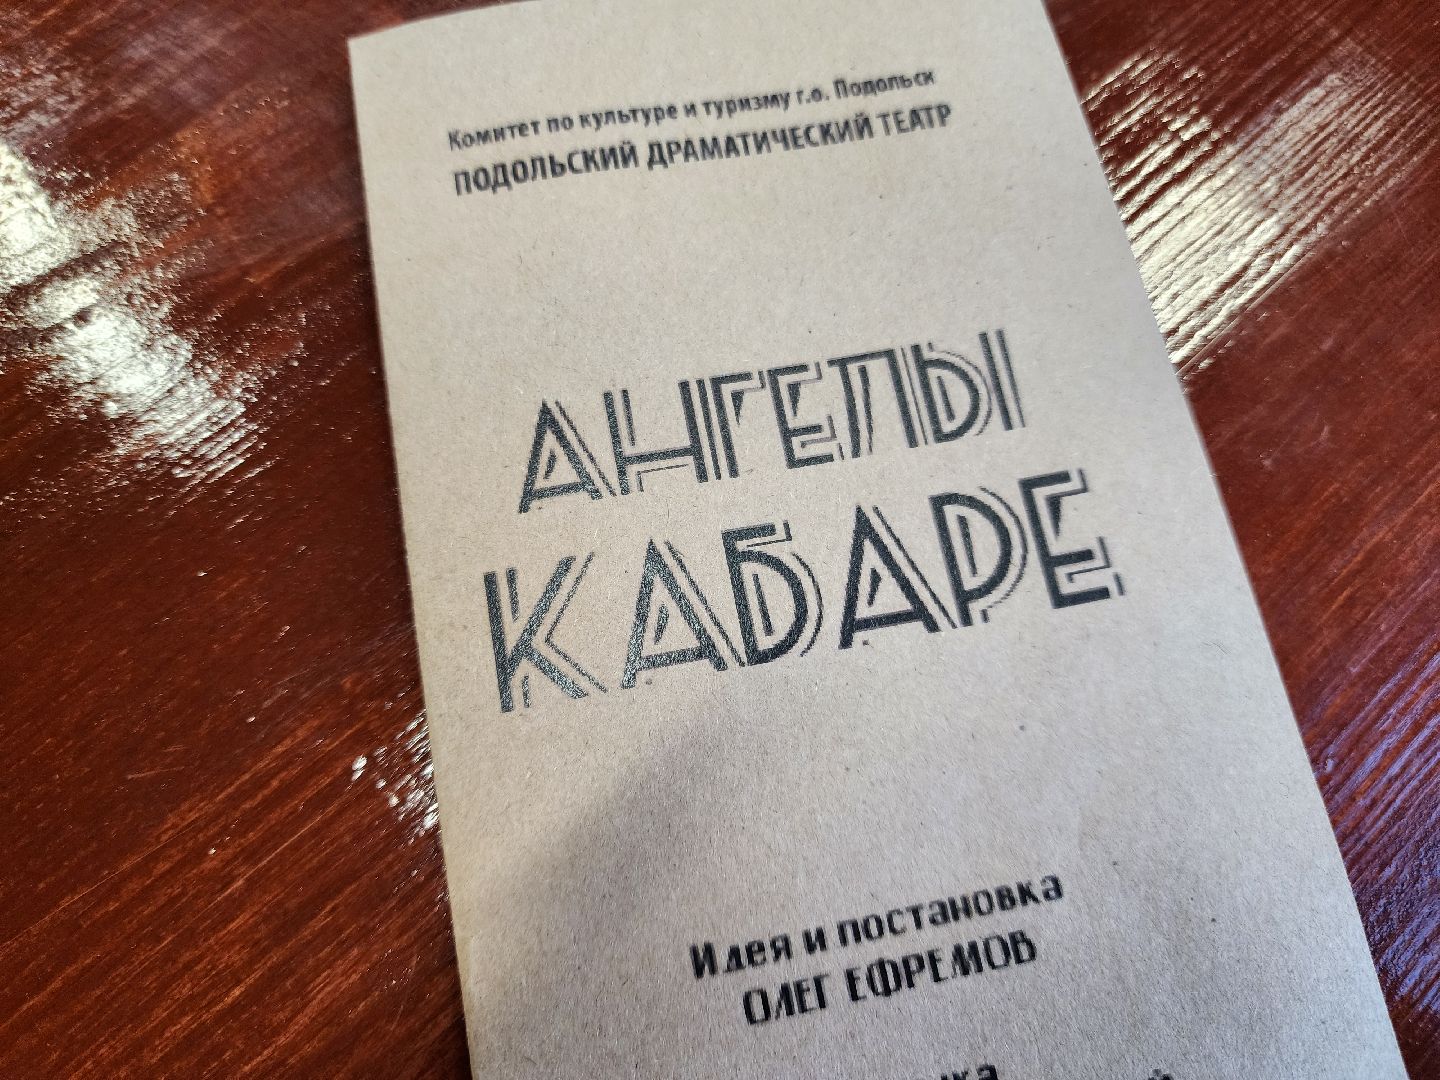 Комитет по культуре и туризму г.о. Подольск
ПОДОЛЬСКИЙ ДРАМАТИЧЕСКИЙ ТЕАТР
АНГЕЛЫ
КАБАРЕ
Идея и постановка
ОЛЕГ ЕФРЕМОВ